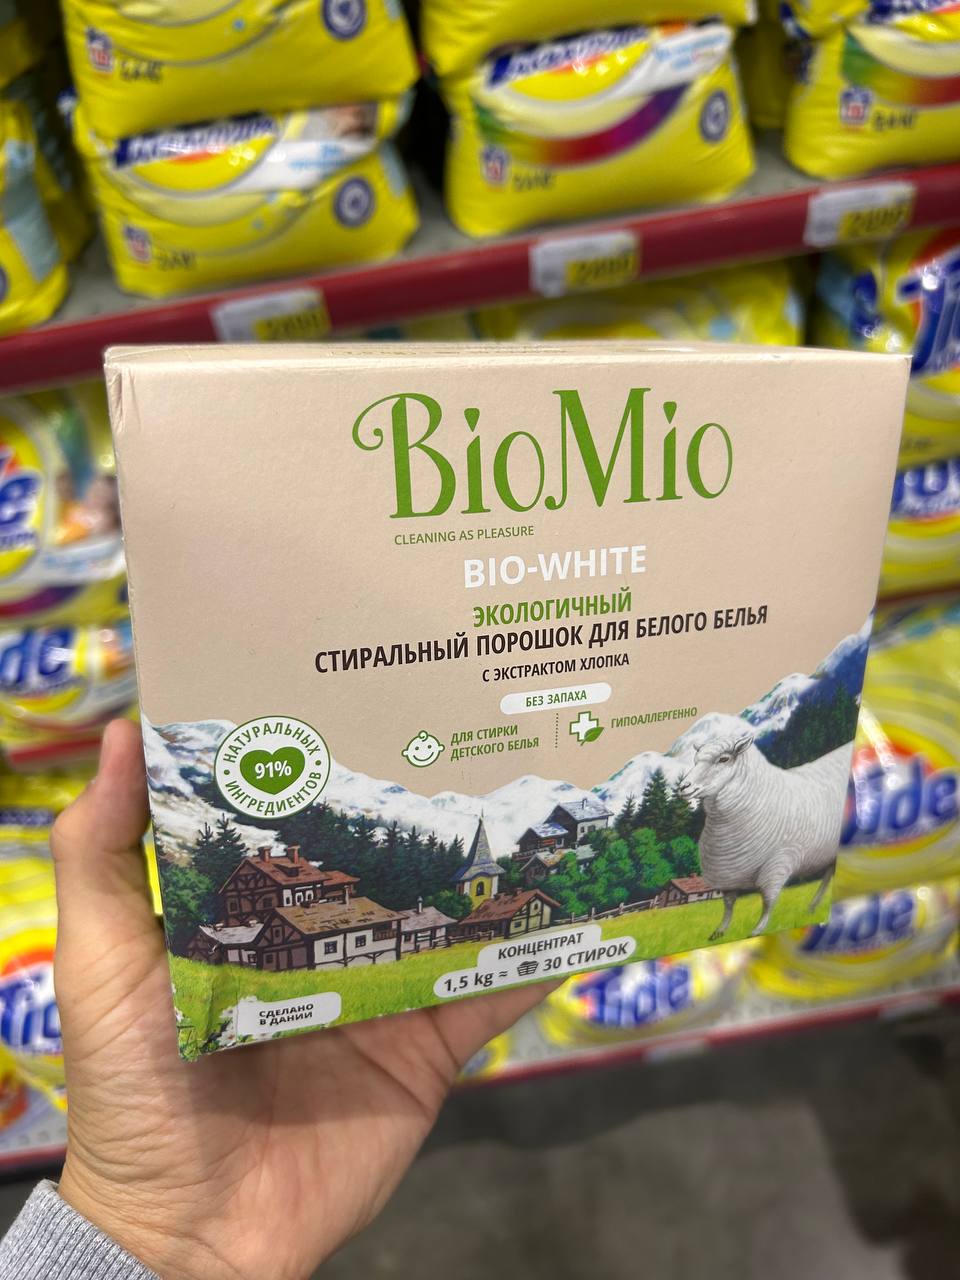 BioMio
CLEANING AS PLEASURE
BIO-WHITE
ЭКОЛОГИЧНЫЙ
СТИРАЛЬНЫЙ ПОРОШОК ДЛЯ БЕЛОГО БЕЛЬЯ
С ЭКСТРАКТОМ ХЛОПКА
БЕЗ ЗАПАХА
ДЛЯ СТИРКИ
ДЕТСКОГО БЕЛЬЯ
ГИПОАЛЛЕРГЕННО
НАТУРАЛЬНЫХ
91%
ИНГРЕДИЕНТОВ
КОНЦЕНТРАТ
1,5 kg ≈ 30 СТИРОК
СДЕЛАНО
В ДАНИИ
Tide
Tide
Tide